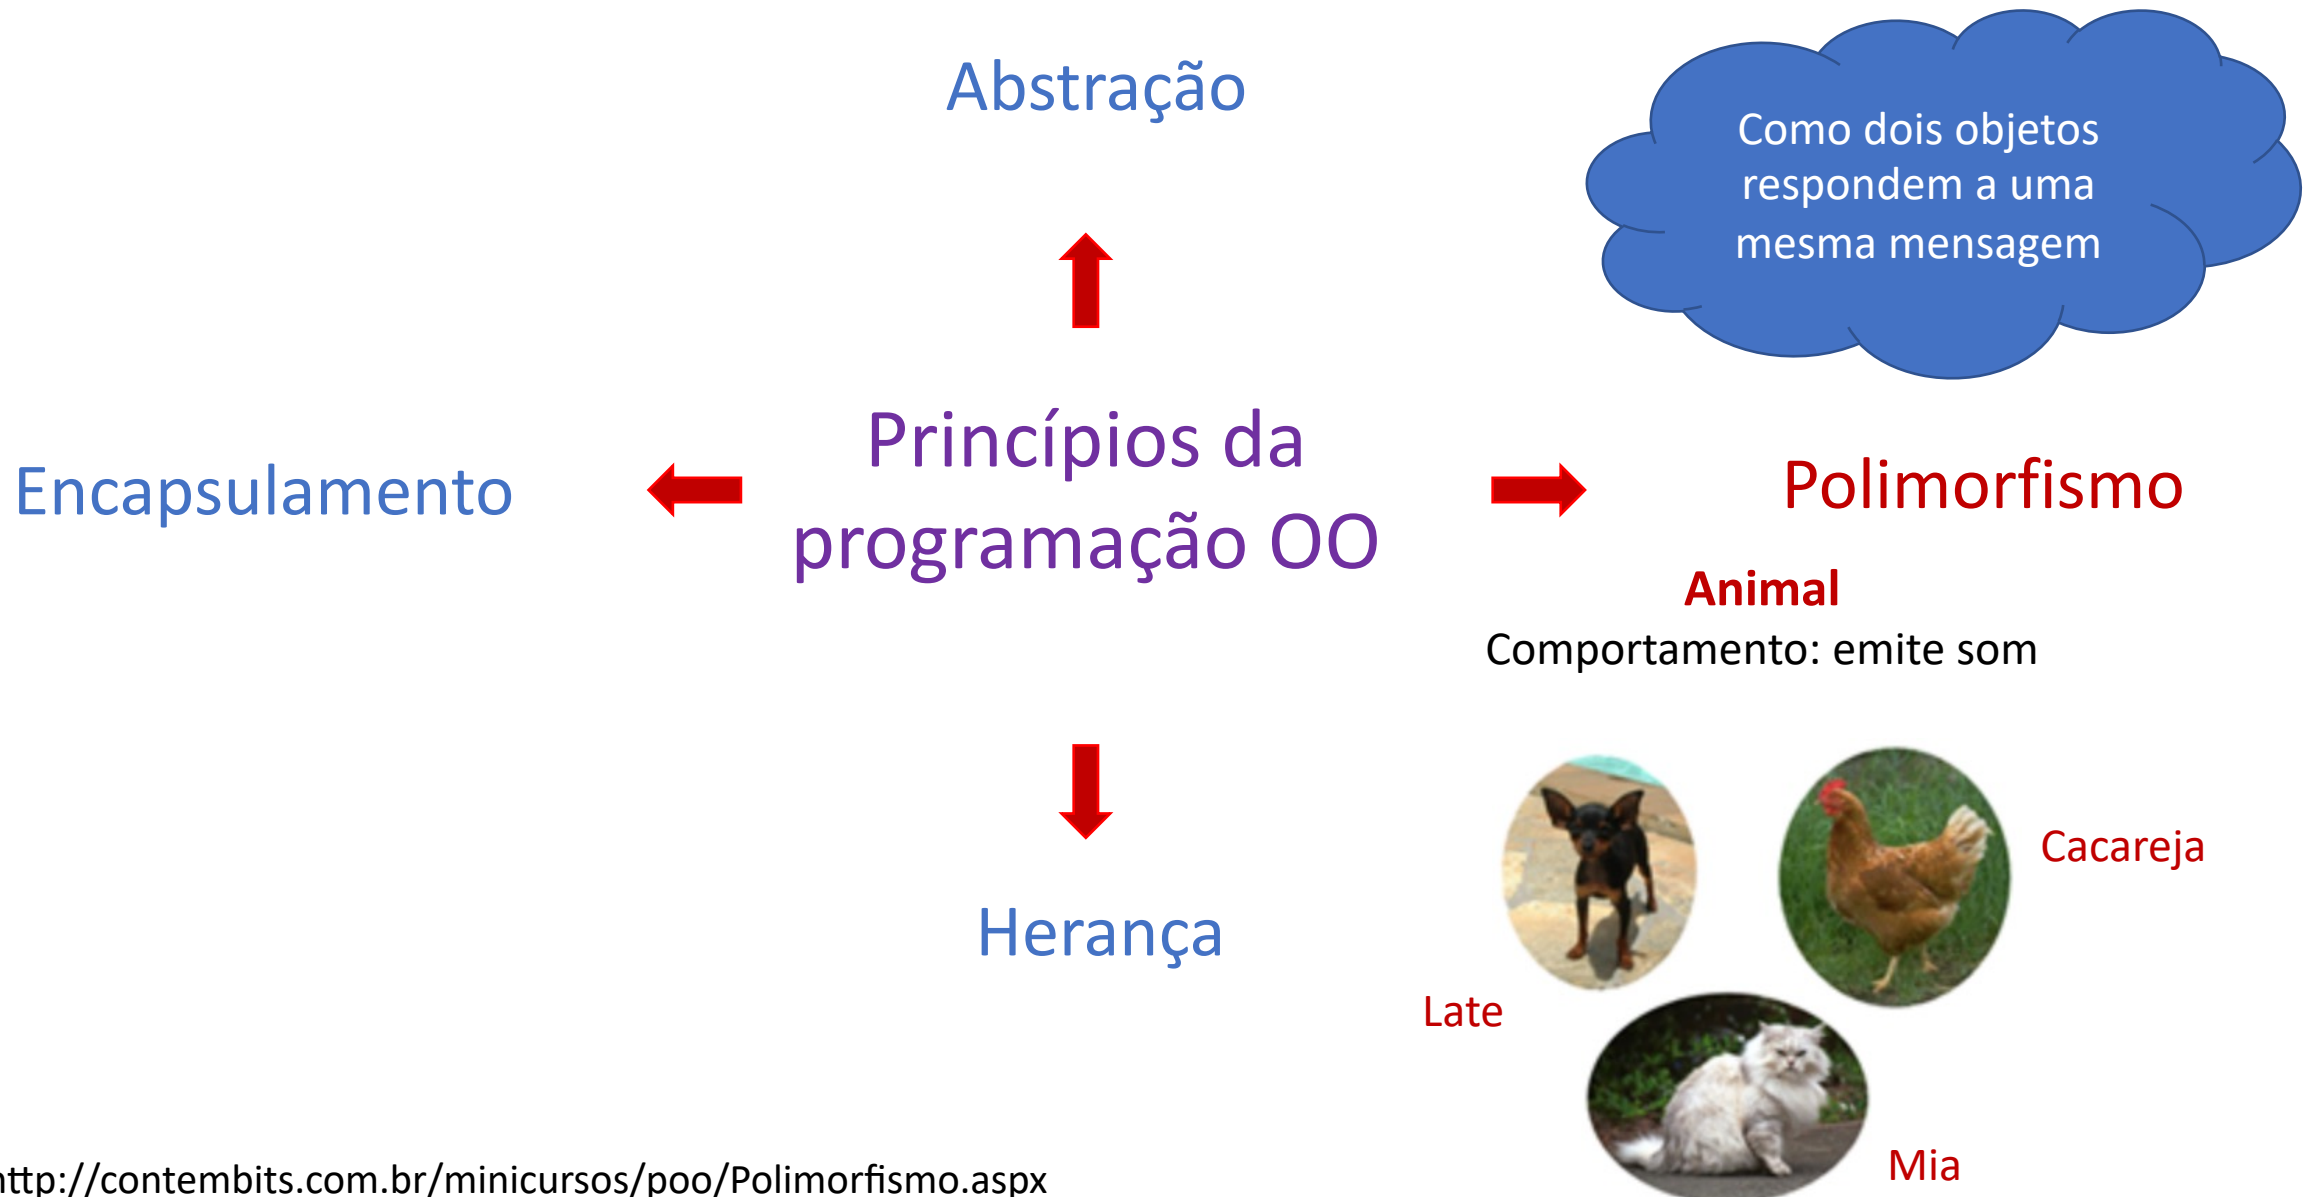 Abstração
Como dois objetos
respondem a uma
mesma mensagem
Princípios da
programação OO
Encapsulamento
Polimorfismo
Animal
Comportamento: emite som
Cacareja
Herança
Late
Mia
http://contembits.com.br/minicursos/poo/Polimorfismo.aspx